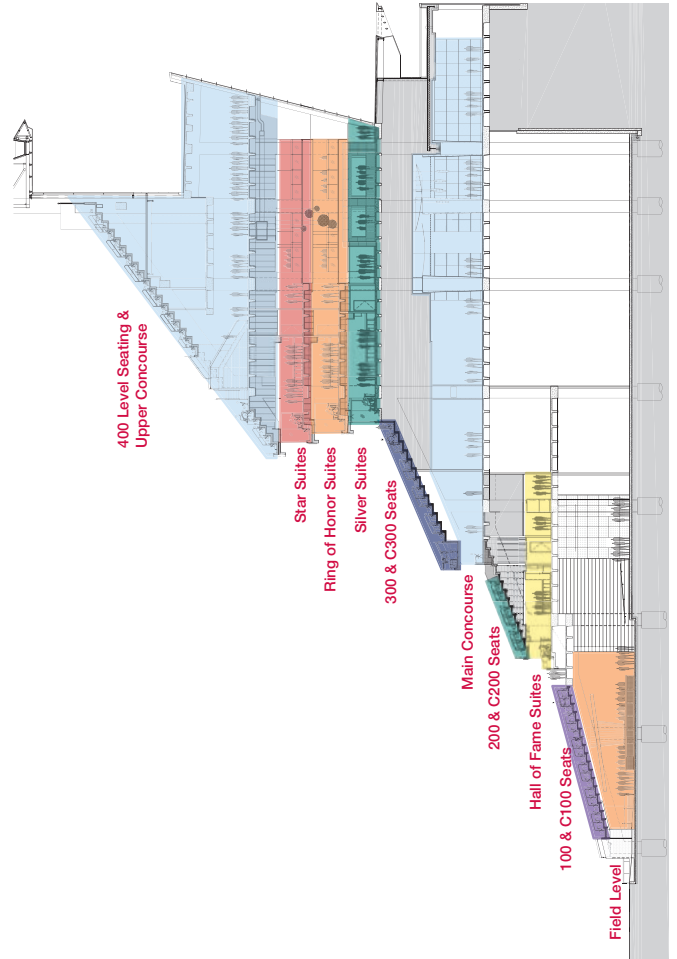 400 Level Seating &
Upper Concourse
Star Suites
Ring of Honor Suites
Silver Suites
300 & C300 Seats
Main Concourse
200 & C200 Seats
Hall of Fame Suites
100 & C100 Seats
Field Level